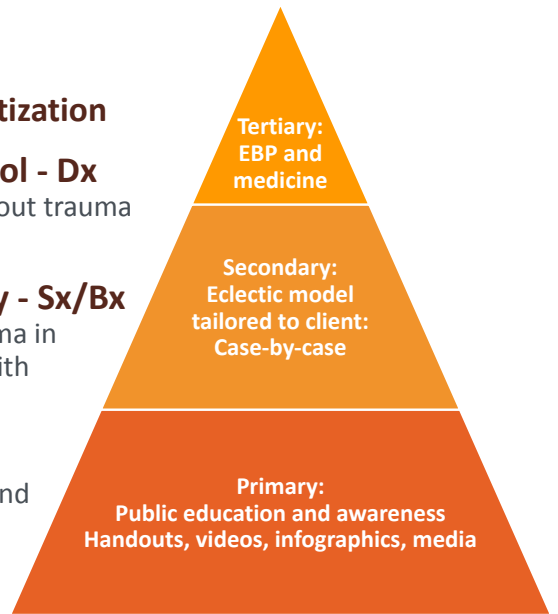 tization
ol - Dx
out trauma
y - Sx/Bx
ma in
ith
nd
Tertiary:
EBP and
medicine
Secondary:
Eclectic model
tailored to client:
Case-by-case
Primary:
Public education and awareness
Handouts, videos, infographics, media